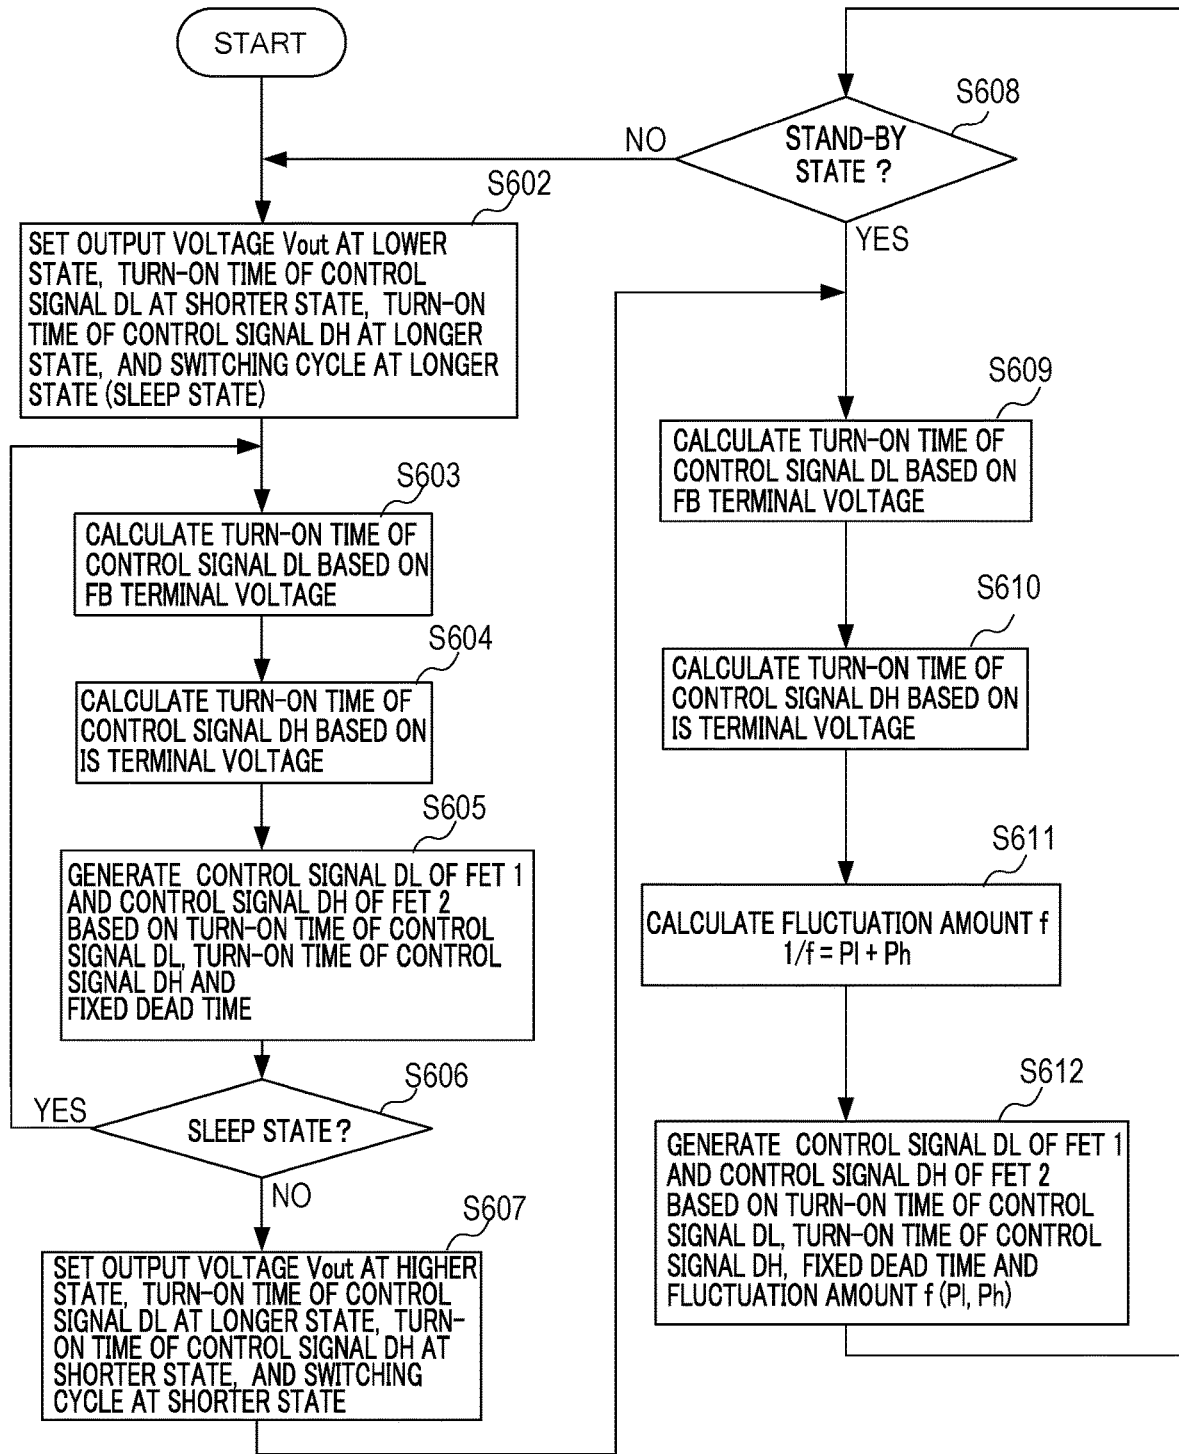 START
S602
SET OUTPUT VOLTAGE Vout AT LOWER
STATE, TURN-ON TIME OF CONTROL
SIGNAL DL AT SHORTER STATE, TURN-ON
TIME OF CONTROL SIGNAL DH AT LONGER
STATE, AND SWITCHING CYCLE AT LONGER
STATE (SLEEP STATE)
S603
CALCULATE TURN-ON TIME OF
CONTROL SIGNAL DL BASED ON
FB TERMINAL VOLTAGE
S604
CALCULATE TURN-ON TIME OF
CONTROL SIGNAL DH BASED ON
IS TERMINAL VOLTAGE
S605
GENERATE CONTROL SIGNAL DL OF FET 1
AND CONTROL SIGNAL DH OF FET 2
BASED ON TURN-ON TIME OF CONTROL
SIGNAL DL, TURN-ON TIME OF CONTROL
SIGNAL DH AND
FIXED DEAD TIME
S606
YES
SLEEP STATE ?
NO
S607
SET OUTPUT VOLTAGE Vout AT HIGHER
STATE, TURN-ON TIME OF CONTROL
SIGNAL DL AT LONGER STATE, TURN-
ON TIME OF CONTROL SIGNAL DH AT
SHORTER STATE, AND SWITCHING
CYCLE AT SHORTER STATE
S608
NO
STAND-BY
STATE ?
YES
S609
CALCULATE TURN-ON TIME OF
CONTROL SIGNAL DL BASED ON
FB TERMINAL VOLTAGE
S610
CALCULATE TURN-ON TIME OF
CONTROL SIGNAL DH BASED ON
IS TERMINAL VOLTAGE
S611
CALCULATE FLUCTUATION AMOUNT f
1/f = Pl + Ph
S612
GENERATE CONTROL SIGNAL DL OF FET 1
AND CONTROL SIGNAL DH OF FET 2
BASED ON TURN-ON TIME OF CONTROL
SIGNAL DL, TURN-ON TIME OF CONTROL
SIGNAL DH, FIXED DEAD TIME AND
FLUCTUATION AMOUNT f (Pl, Ph)